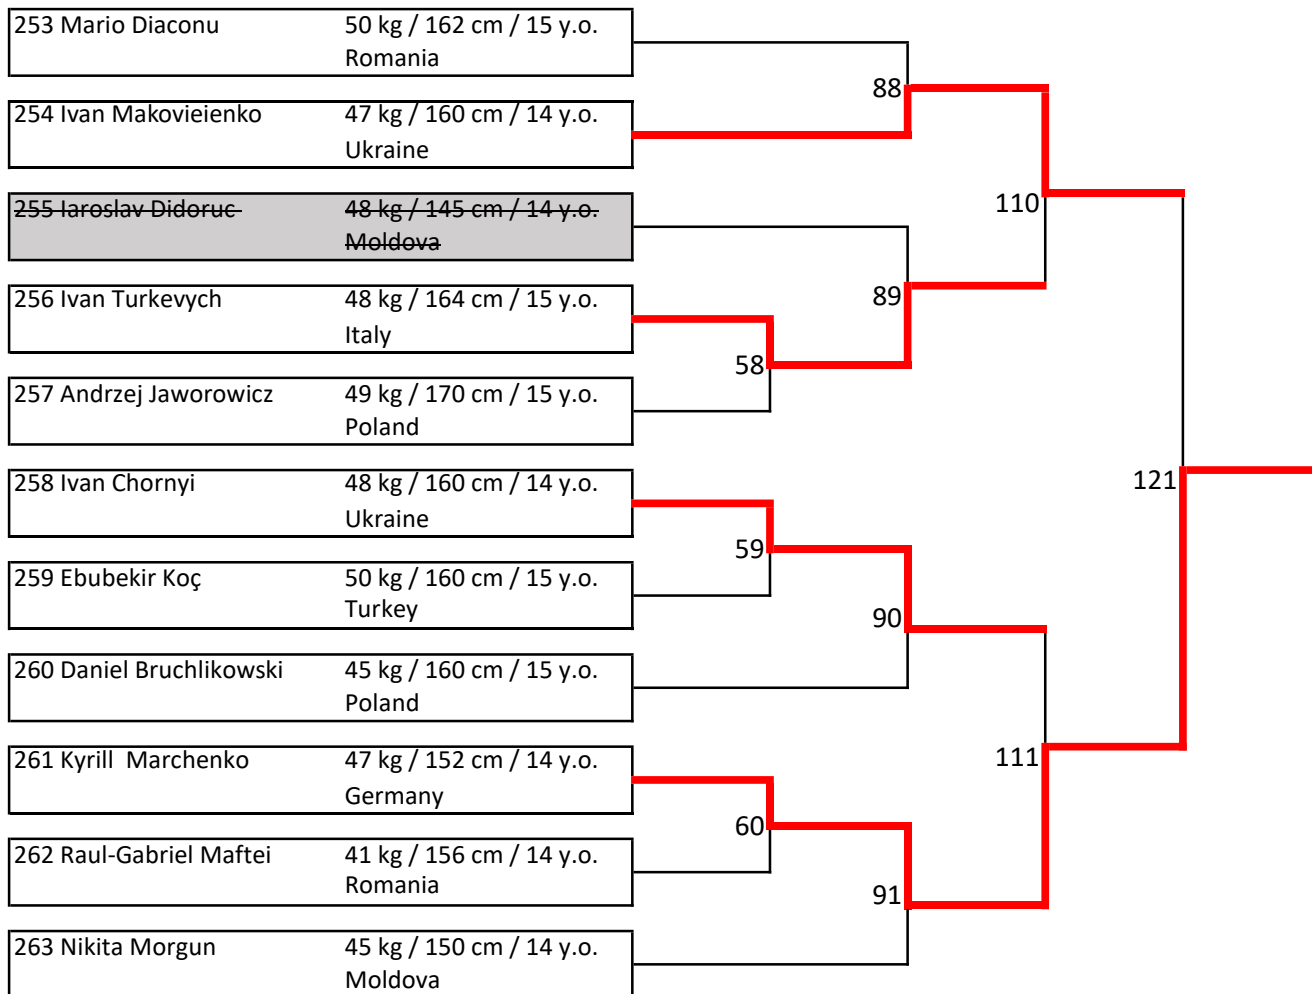 253 Mario Diaconu 50 kg / 162 cm / 15 y.o.
Romania
88
254 Ivan Makovieienko 47 kg / 160 cm / 14 y.o.
Ukraine
255 Iaroslav Didoruc 48 kg / 145 cm / 14 y.o.
110
Moldova
256 Ivan Turkevych 48 kg / 164 cm / 15 y.o.
89
Italy
58
257 Andrzej Jaworowicz 49 kg / 170 cm / 15 y.o.
Poland
258 Ivan Chornyi 48 kg / 160 cm / 14 y.o.
121
Ukraine
59
259 Ebubekir Koç 50 kg / 160 cm / 15 y.o.
Turkey
90
260 Daniel Bruchlikowski 45 kg / 160 cm / 15 y.o.
Poland
261 Kyrill Marchenko 47 kg / 152 cm / 14 y.o.
111
Germany
60
262 Raul-Gabriel Maftei 41 kg / 156 cm / 14 y.o.
Romania
91
263 Nikita Morgun 45 kg / 150 cm / 14 y.o.
Moldova